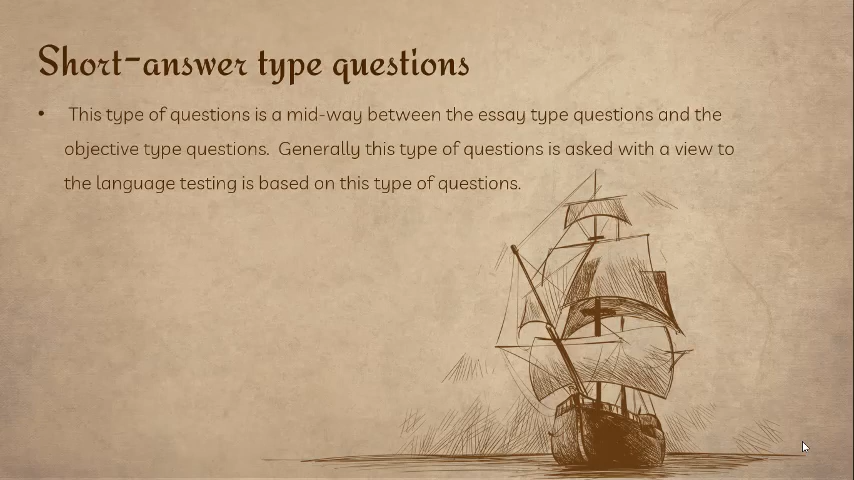 Short-answer type questions
• This type of questions is a mid-way between the essay type questions and the
objective type questions. Generally this type of questions is asked with a view to
the language testing is based on this type of questions.